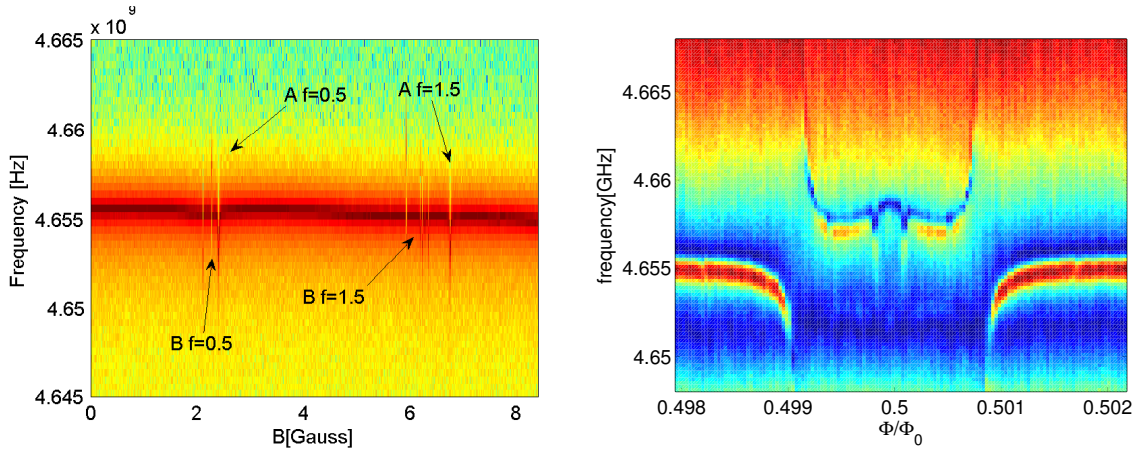 x 10^9
4.665
4.66
4.655
4.65
4.645
Frequency [Hz]
A f=0.5
A f=1.5
B f=1.5
B f=0.5
0
2
4
6
8
B[Gauss]
4.665
4.66
4.655
4.65
frequency[GHz]
0.498
0.499
0.5
0.501
0.502
Φ/Φ₀